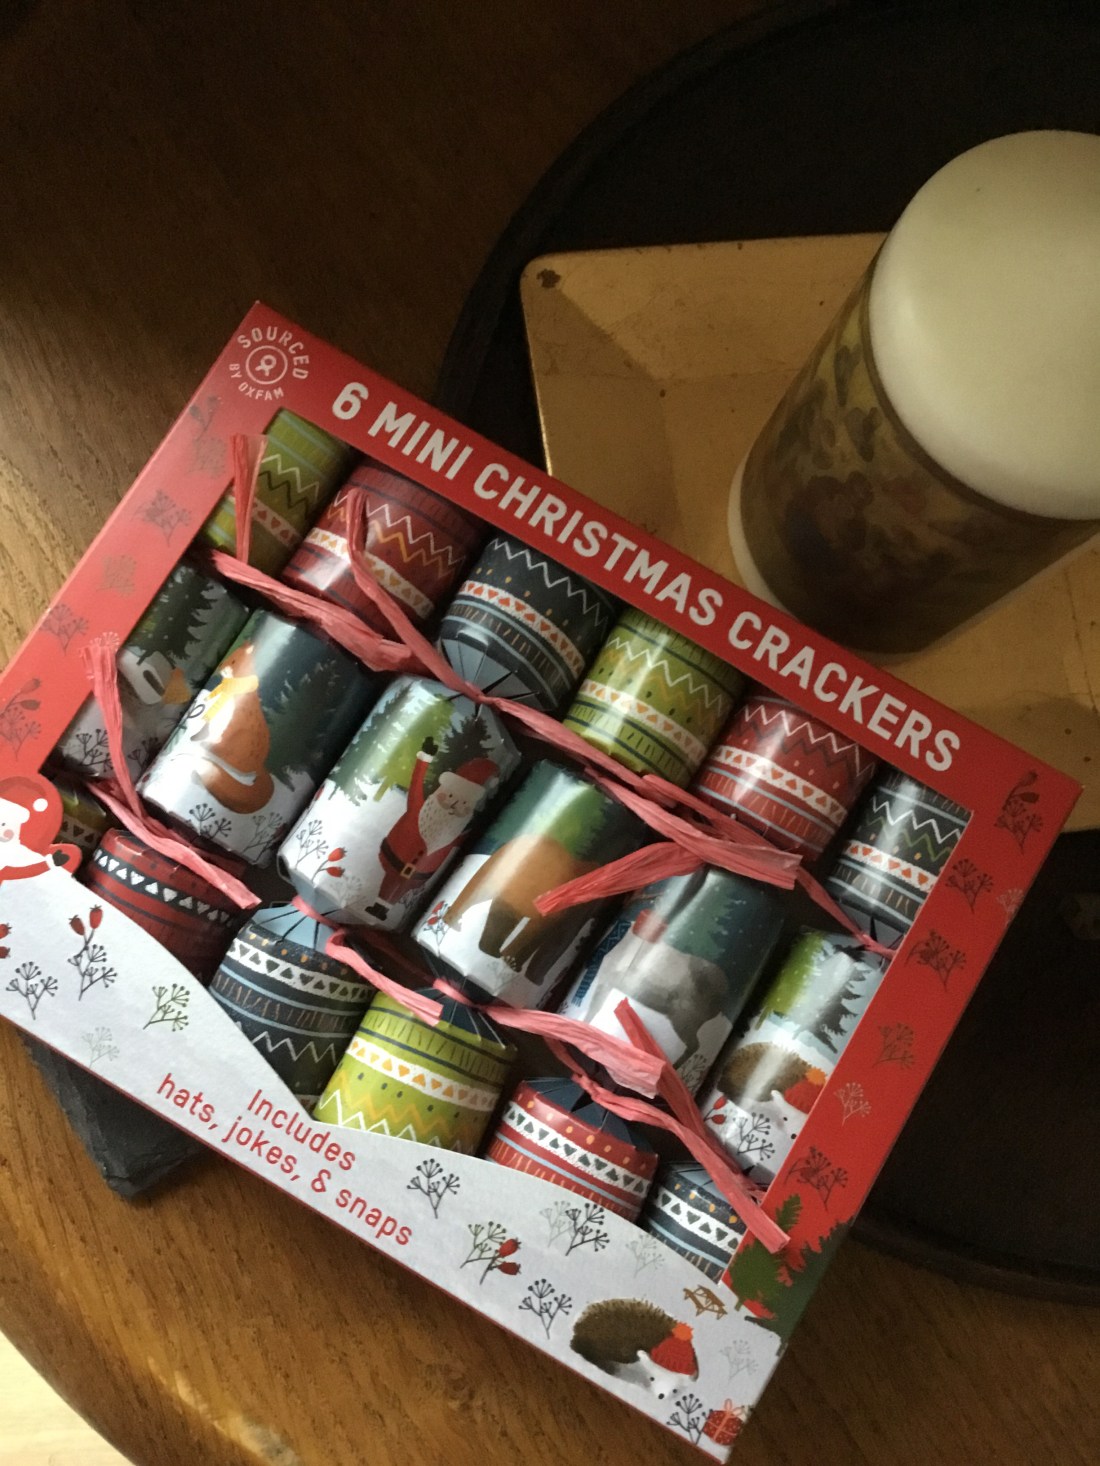 SOURCED
BY OXFAM
6 MINI CHRISTMAS CRACKERS
Includes
hats, jokes, & snaps